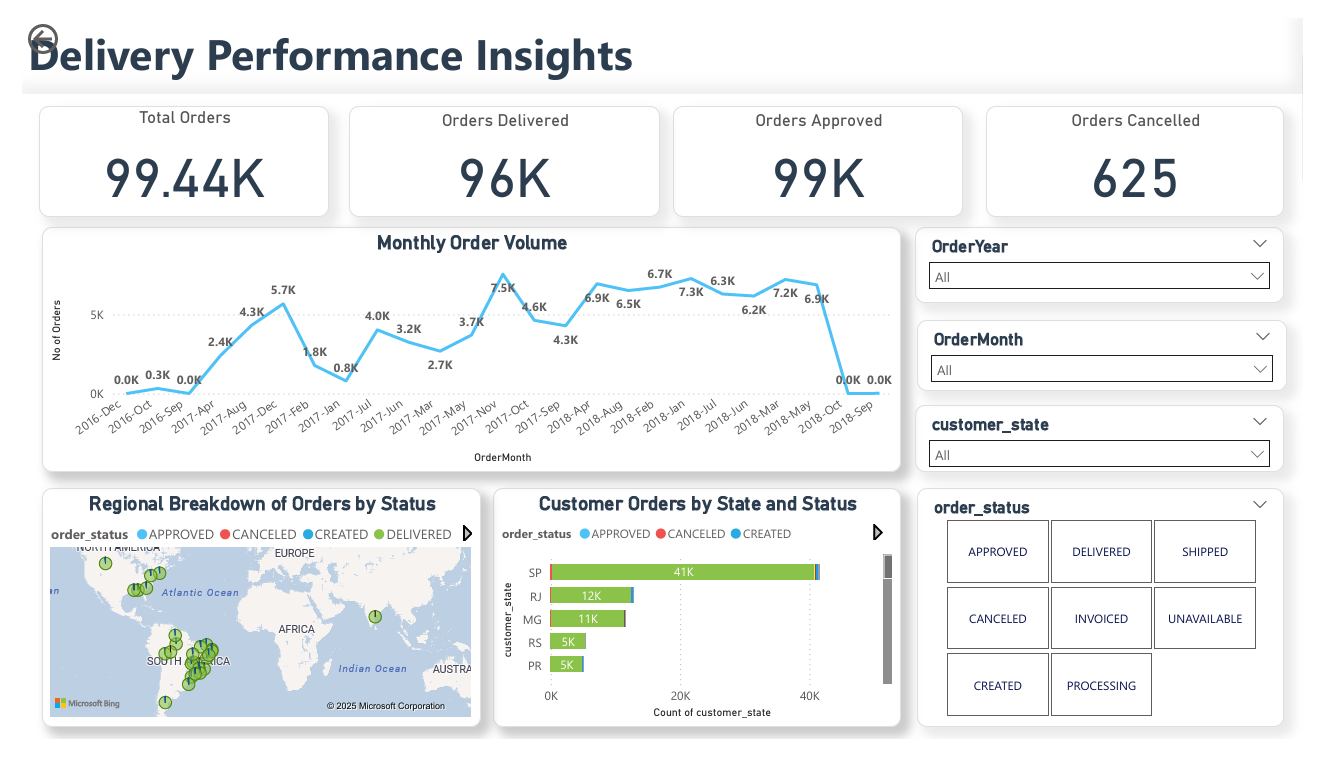 Delivery Performance Insights
Total Orders
99.44K
Orders Delivered
96K
Orders Approved
99K
Orders Cancelled
625
Monthly Order Volume
No of Orders
5K
0K
0.0K 0.3K 0.0K 2.4K 4.3K 5.7K 1.8K 0.8K 4.0K 3.2K 2.7K 3.7K 7.5K 4.6K 4.3K 6.9K 6.5K 6.7K 7.3K 6.3K 6.2K 7.2K 6.9K 0.0K 0.0K
2016-Dec 2016-Oct 2016-Sep 2017-Apr 2017-Aug 2017-Dec 2017-Feb 2017-Jan 2017-Jul 2017-Jun 2017-Mar 2017-May 2017-Nov 2017-Oct 2017-Sep 2018-Apr 2018-Aug 2018-Feb 2018-Jan 2018-Jul 2018-Jun 2018-Mar 2018-May 2018-Oct 2018-Sep
OrderMonth
OrderYear
All
OrderMonth
All
customer_state
All
Regional Breakdown of Orders by Status
order_status APPROVED CANCELED CREATED DELIVERED
NORTH AMERICA
EUROPE
Atlantic Ocean
AFRICA
SOUTH AMERICA
Indian Ocean
AUSTRA
Microsoft Bing
© 2025 Microsoft Corporation
Customer Orders by State and Status
order_status APPROVED CANCELED CREATED
customer_state
SP 41K
RJ 12K
MG 11K
RS 5K
PR 5K
0K 20K 40K
Count of customer_state
order_status
APPROVED DELIVERED SHIPPED
CANCELED INVOICED UNAVAILABLE
CREATED PROCESSING